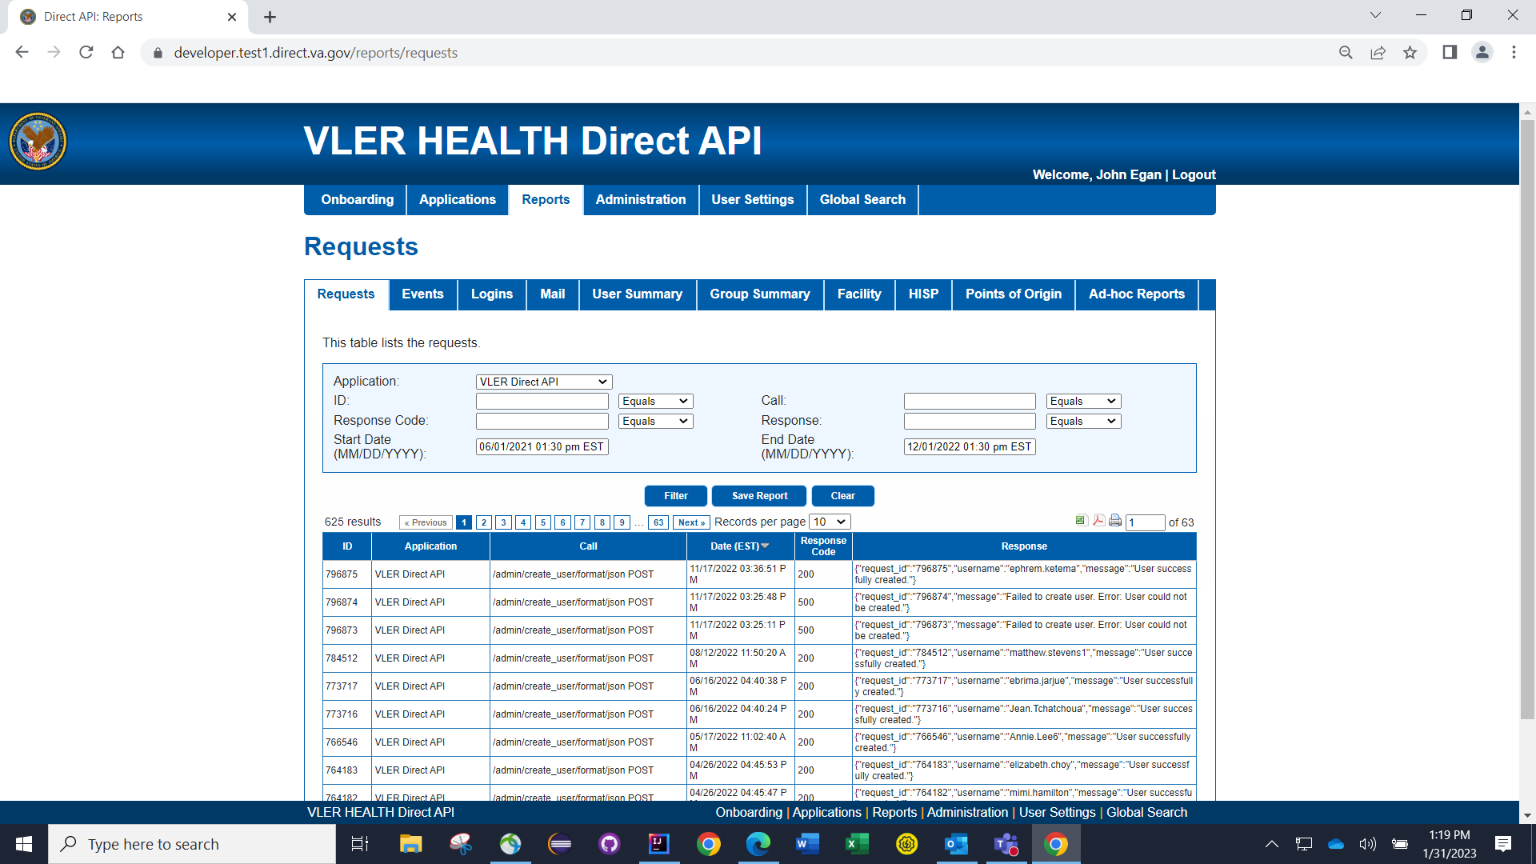 Direct API: Reports
developer.test1.direct.va.gov/reports/requests
VLER HEALTH Direct API
Welcome, John Egan | Logout
Onboarding Applications Reports Administration User Settings Global Search
Requests
Requests Events Logins Mail User Summary Group Summary Facility HISP Points of Origin Ad-hoc Reports
This table lists the requests.
Application: VLER Direct API
ID: Equals Call: Equals
Response Code: Equals Response: Equals
Start Date (MM/DD/YYYY): 06/01/2021 01:30 pm EST End Date (MM/DD/YYYY): 12/01/2022 01:30 pm EST
Filter Save Report Clear
625 results « Previous 1 2 3 4 5 6 7 8 9 ... 63 Next » Records per page 10 1 of 63
ID Application Call Date (EST) Response Code Response
796875 VLER Direct API /admin/create_user/format/json POST 11/17/2022 03:36:51 PM 200 {"request_id":"796875","username":"ephrem.ketema","message":"User successfully created."}
796874 VLER Direct API /admin/create_user/format/json POST 11/17/2022 03:25:48 PM 500 {"request_id":"796874","message":"Failed to create user. Error: User could not be created."}
796873 VLER Direct API /admin/create_user/format/json POST 11/17/2022 03:25:11 PM 500 {"request_id":"796873","message":"Failed to create user. Error: User could not be created."}
784512 VLER Direct API /admin/create_user/format/json POST 08/12/2022 11:50:20 AM 200 {"request_id":"784512","username":"matthew.stevens1","message":"User successfully created."}
773717 VLER Direct API /admin/create_user/format/json POST 06/16/2022 04:40:38 PM 200 {"request_id":"773717","username":"ebrima.jarjue","message":"User successfully created."}
773716 VLER Direct API /admin/create_user/format/json POST 06/16/2022 04:40:24 PM 200 {"request_id":"773716","username":"Jean.Tchatchoua","message":"User successfully created."}
766546 VLER Direct API /admin/create_user/format/json POST 05/17/2022 11:02:40 AM 200 {"request_id":"766546","username":"Annie.Lee6","message":"User successfully created."}
764183 VLER Direct API /admin/create_user/format/json POST 04/26/2022 04:45:53 PM 200 {"request_id":"764183","username":"elizabeth.choy","message":"User successfully created."}
764182 VLER Direct API /admin/create_user/format/json POST 04/26/2022 04:45:47 P 200 {"request_id":"764182","username":"mimi.hamilton","message":"User successfu
VLER HEALTH Direct API Onboarding | Applications | Reports | Administration | User Settings | Global Search
Type here to search
1:19 PM
1/31/2023